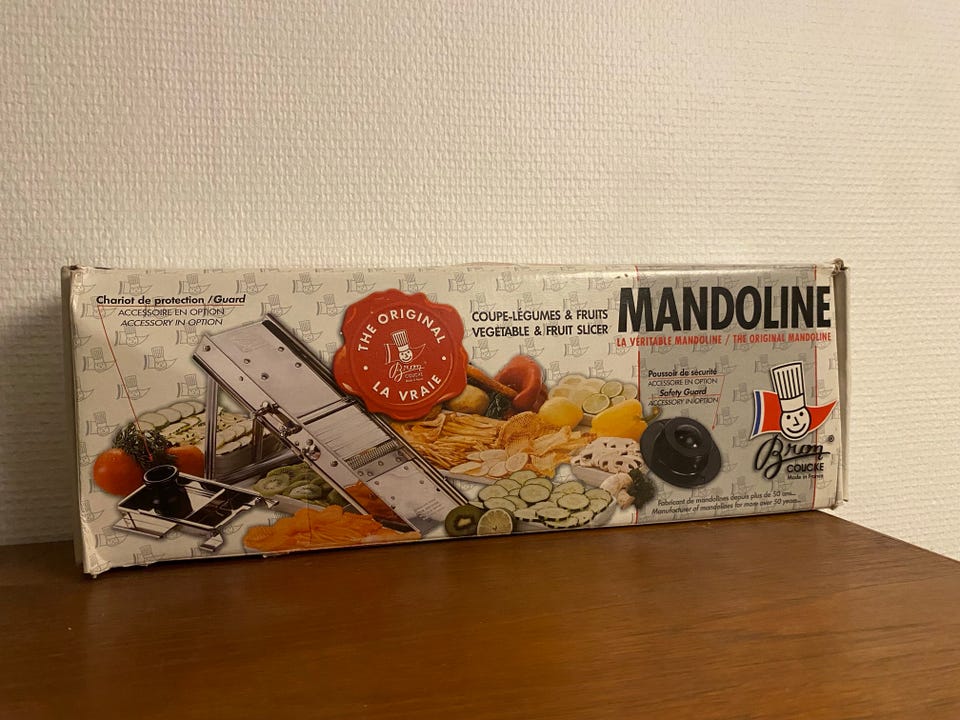 Chariot de protection /Guard
ACCESSOIRE EN OPTION
ACCESSORY IN OPTION
THE ORIGINAL
Bron
COUCKE
LA VRAIE
COUPE-LÉGUMES & FRUITS
VEGETABLE & FRUIT SLICER
MANDOLINE
LA VÉRITABLE MANDOLINE / THE ORIGINAL MANDOLINE
Poussoir de sécurité
ACCESSOIRE EN OPTION
Safety Guard
ACCESSORY IN OPTION
Bron ®
COUCKE
Made in France
Fabricant de mandolines depuis plus de 50 ans...
Manufacturer of mandolines for more over 50 years...